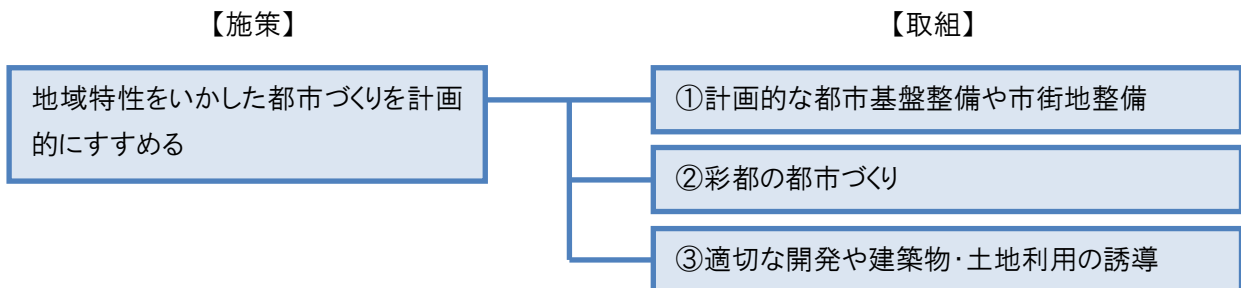 【施策】
【取組】
地域特性をいかした都市づくりを計画
的にすすめる
①計画的な都市基盤整備や市街地整備
②彩都の都市づくり
③適切な開発や建築物・土地利用の誘導